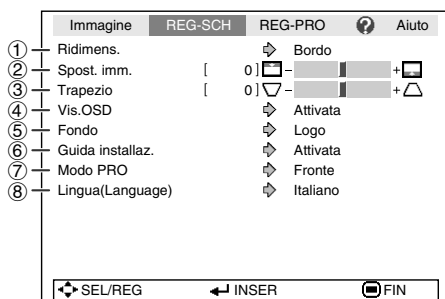 Immagine REG-SCH REG-PRO ? Aiuto
① Ridimens. Bordo
② Spost. imm. [ 0 ] - +
③ Trapezio [ 0 ] - +
④ Vis.OSD Attivata
⑤ Fondo Logo
⑥ Guida installaz. Attivata
⑦ Modo PRO Fronte
⑧ Lingua(Language) Italiano
SEL/REG INSER FIN